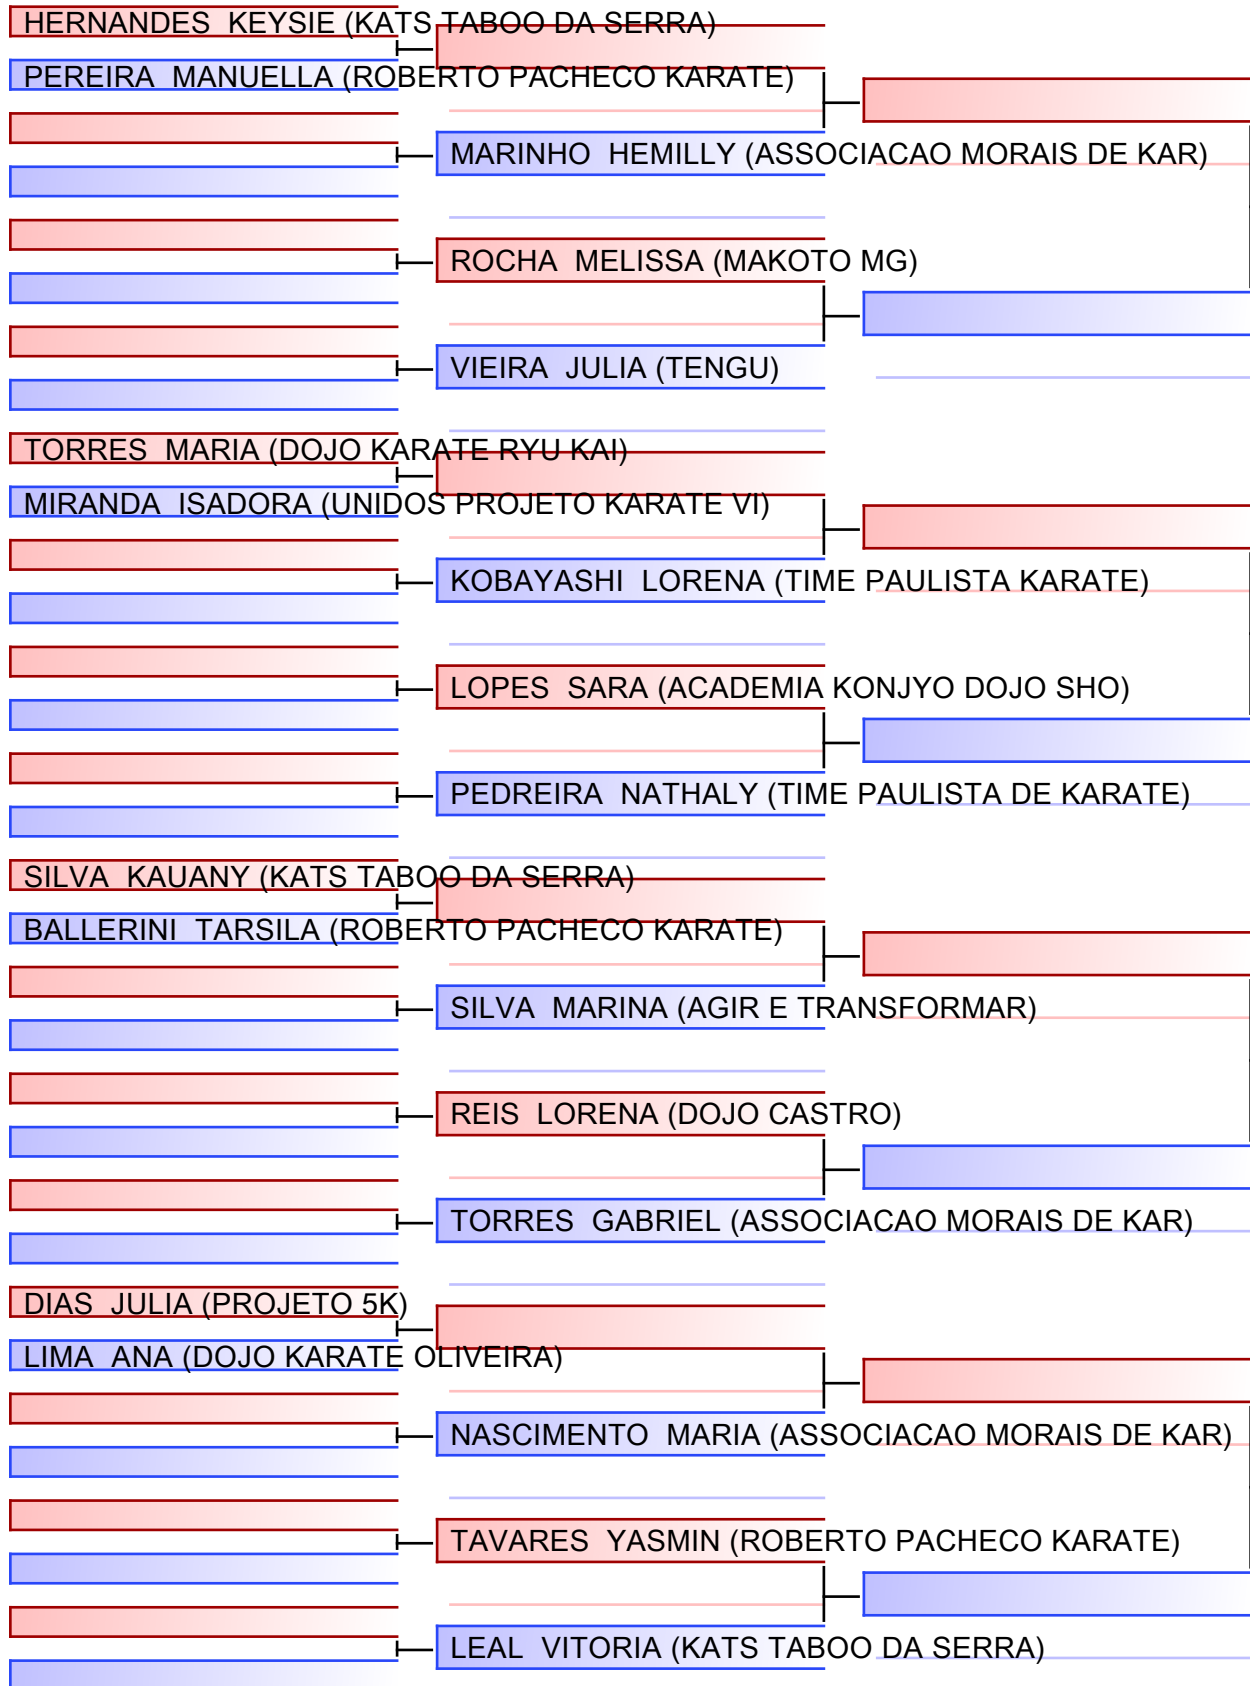 HERNANDES KEYSIE (KATS TABOO DA SERRA)
PEREIRA MANUELLA (ROBERTO PACHECO KARATE)
MARINHO HEMILLY (ASSOCIACAO MORAIS DE KAR)
ROCHA MELISSA (MAKOTO MG)
VIEIRA JULIA (TENGU)
TORRES MARIA (DOJO KARATE RYU KAI)
MIRANDA ISADORA (UNIDOS PROJETO KARATE VI)
KOBAYASHI LORENA (TIME PAULISTA KARATE)
LOPES SARA (ACADEMIA KONJYO DOJO SHO)
PEDREIRA NATHALY (TIME PAULISTA DE KARATE)
SILVA KAUANY (KATS TABOO DA SERRA)
BALLERINI TARSILA (ROBERTO PACHECO KARATE)
SILVA MARINA (AGIR E TRANSFORMAR)
REIS LORENA (DOJO CASTRO)
TORRES GABRIEL (ASSOCIACAO MORAIS DE KAR)
DIAS JULIA (PROJETO 5K)
LIMA ANA (DOJO KARATE OLIVEIRA)
NASCIMENTO MARIA (ASSOCIACAO MORAIS DE KAR)
TAVARES YASMIN (ROBERTO PACHECO KARATE)
LEAL VITORIA (KATS TABOO DA SERRA)